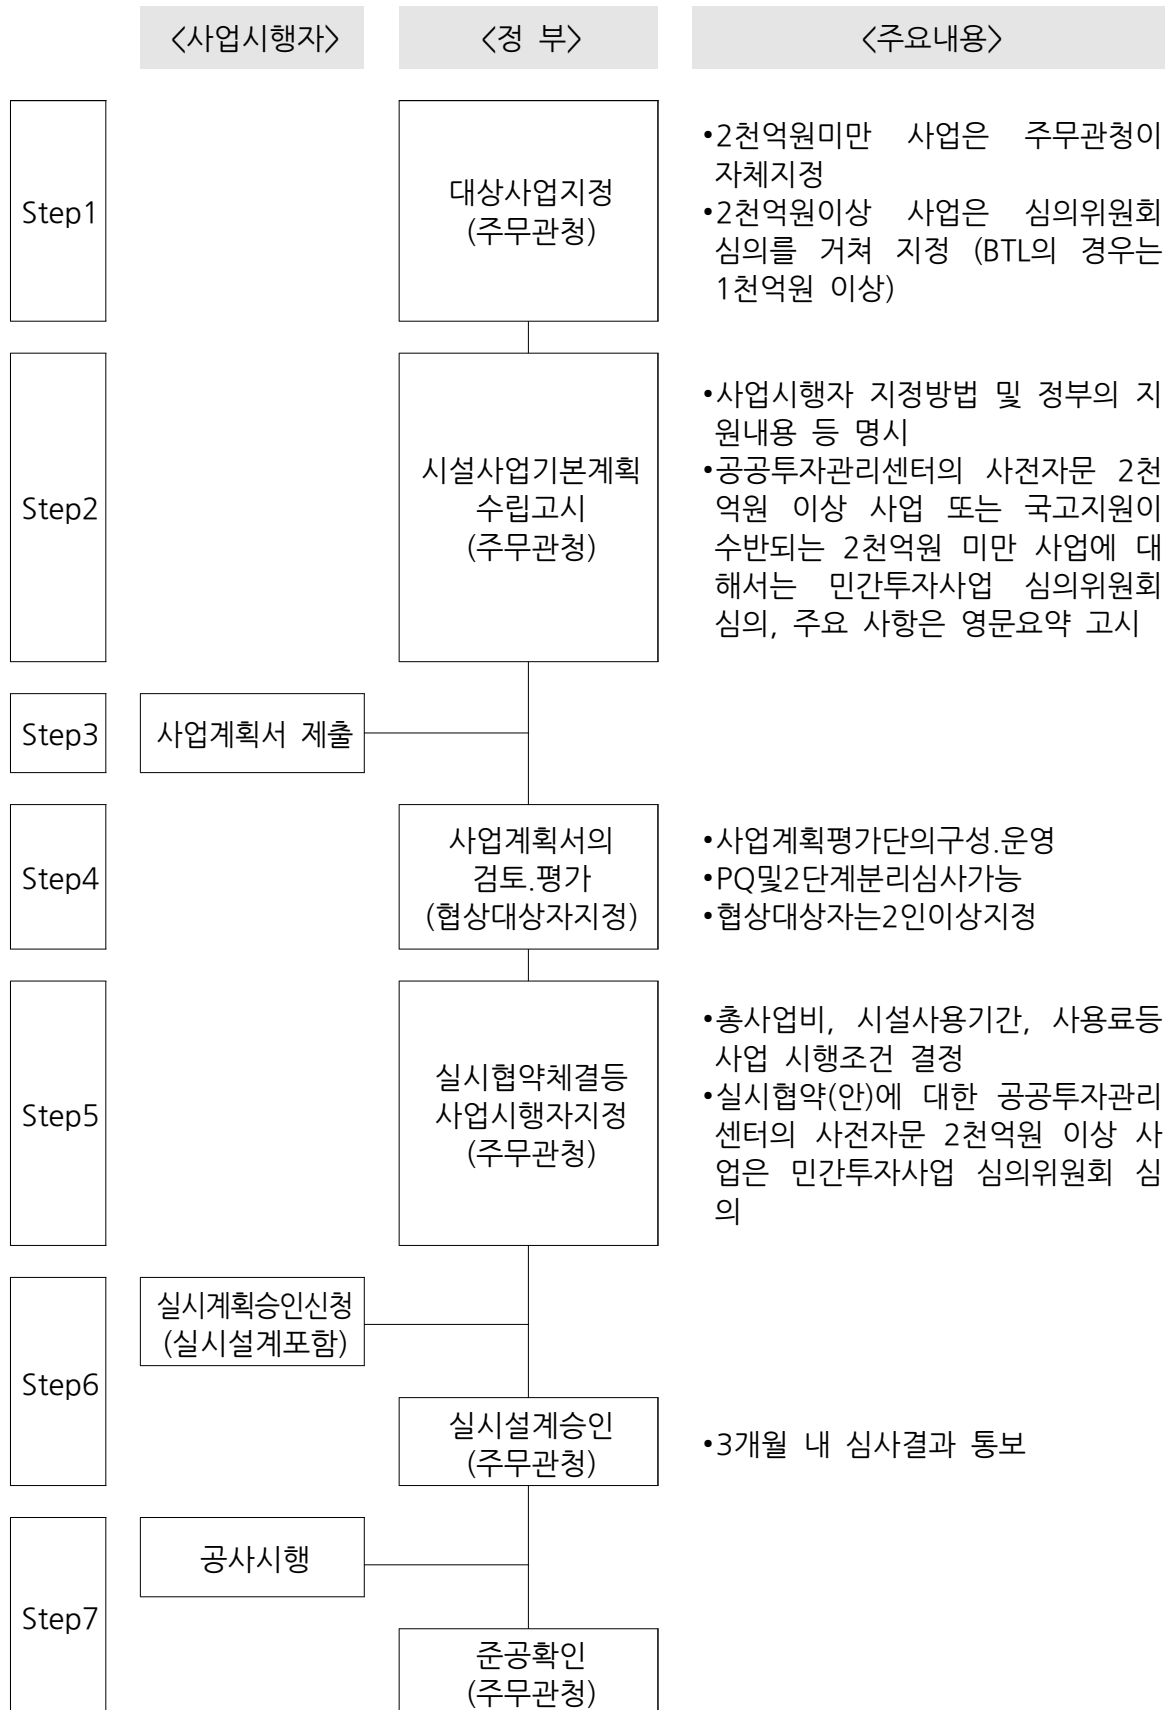 <사업시행자>
<정 부>
<주요내용>
Step1
대상사업지정
(주무관청)
•2천억원미만 사업은 주무관청이
자체지정
•2천억원이상 사업은 심의위원회
심의를 거쳐 지정 (BTL의 경우는
1천억원 이상)
Step2
시설사업기본계획
수립고시
(주무관청)
•사업시행자 지정방법 및 정부의 지
원내용 등 명시
•공공투자관리센터의 사전자문 2천
억원 이상 사업 또는 국고지원이
수반되는 2천억원 미만 사업에 대
해서는 민간투자사업 심의위원회
심의, 주요 사항은 영문요약 고시
Step3
사업계획서 제출
Step4
사업계획서의
검토.평가
(협상대상자지정)
•사업계획평가단의구성.운영
•PQ및2단계분리심사가능
•협상대상자는2인이상지정
Step5
실시협약체결등
사업시행자지정
(주무관청)
•총사업비, 시설사용기간, 사용료등
사업 시행조건 결정
•실시협약(안)에 대한 공공투자관리
센터의 사전자문 2천억원 이상 사
업은 민간투자사업 심의위원회 심
의
Step6
실시계획승인신청
(실시설계포함)
실시설계승인
(주무관청)
•3개월 내 심사결과 통보
Step7
공사시행
준공확인
(주무관청)